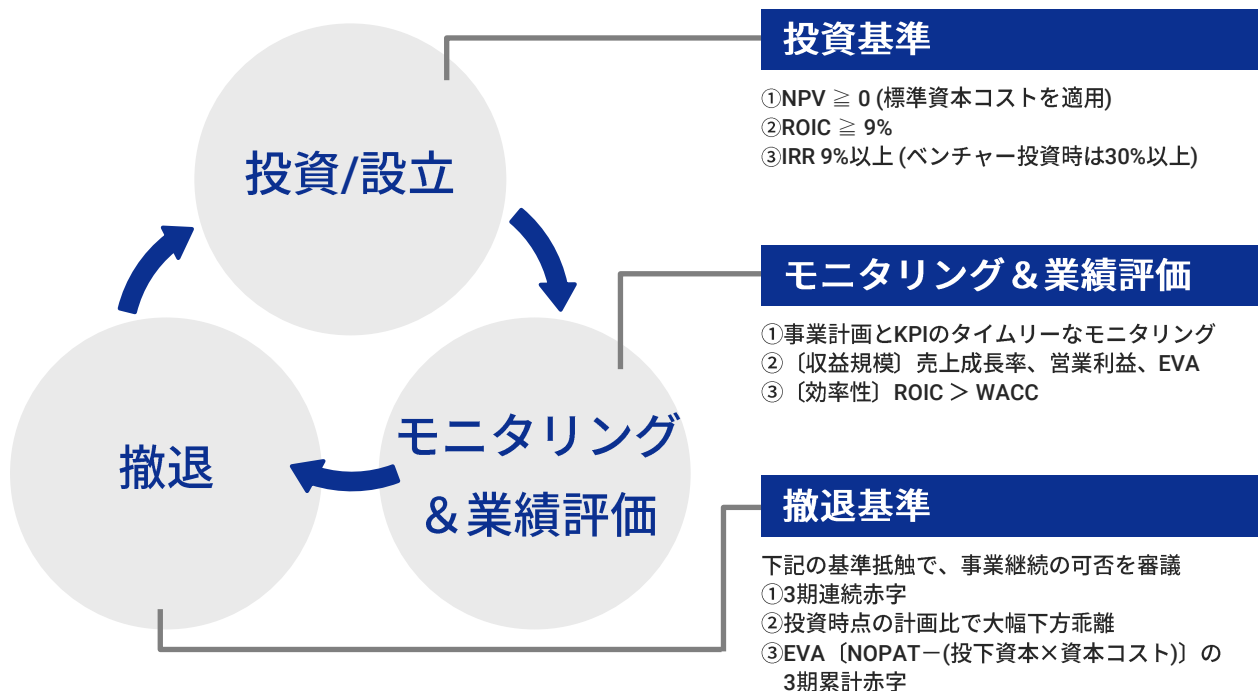 投資/設立
モニタリング
＆業績評価
撤退
投資基準
①NPV ≧ 0 (標準資本コストを適用)
②ROIC ≧ 9%
③IRR 9%以上 (ベンチャー投資時は30%以上)
モニタリング＆業績評価
①事業計画とKPIのタイムリーなモニタリング
②〔収益規模〕売上成長率、営業利益、EVA
③〔効率性〕ROIC ＞ WACC
撤退基準
下記の基準抵触で、事業継続の可否を審議
①3期連続赤字
②投資時点の計画比で大幅下方乖離
③EVA〔NOPAT－(投下資本×資本コスト)〕の
3期累計赤字